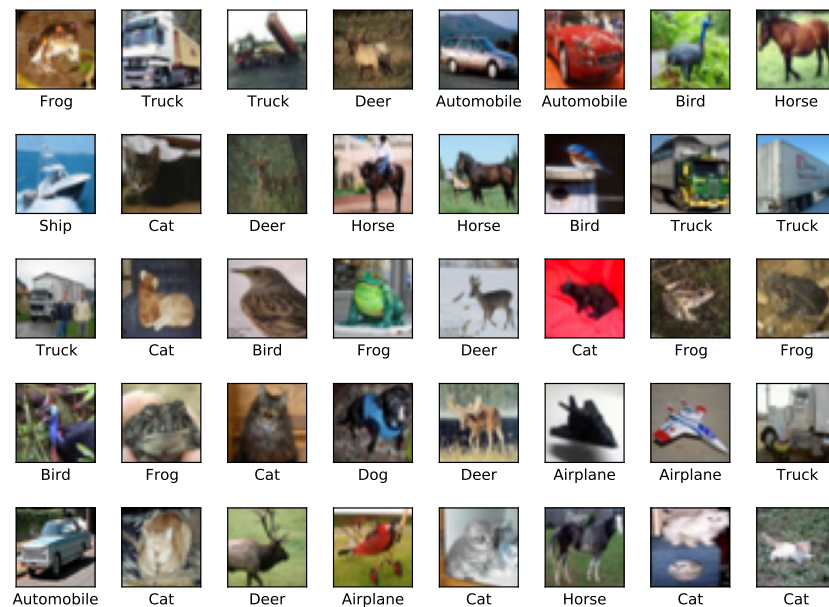 Frog Truck Truck Deer Automobile Automobile Bird Horse
Ship Cat Deer Horse Horse Bird Truck Truck
Truck Cat Bird Frog Deer Cat Frog Frog
Bird Frog Cat Dog Deer Airplane Airplane Truck
Automobile Cat Deer Airplane Cat Horse Cat Cat